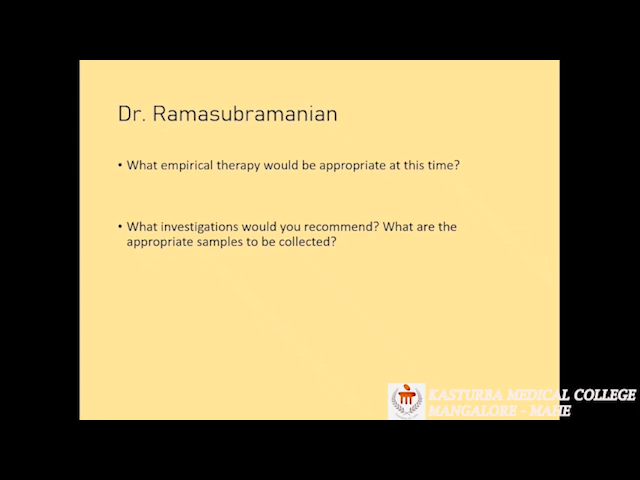 Dr. Ramasubramanian
• What empirical therapy would be appropriate at this time?
• What investigations would you recommend? What are the
appropriate samples to be collected?
KASTURBA MEDICAL COLLEGE
MANGALORE - MAHE